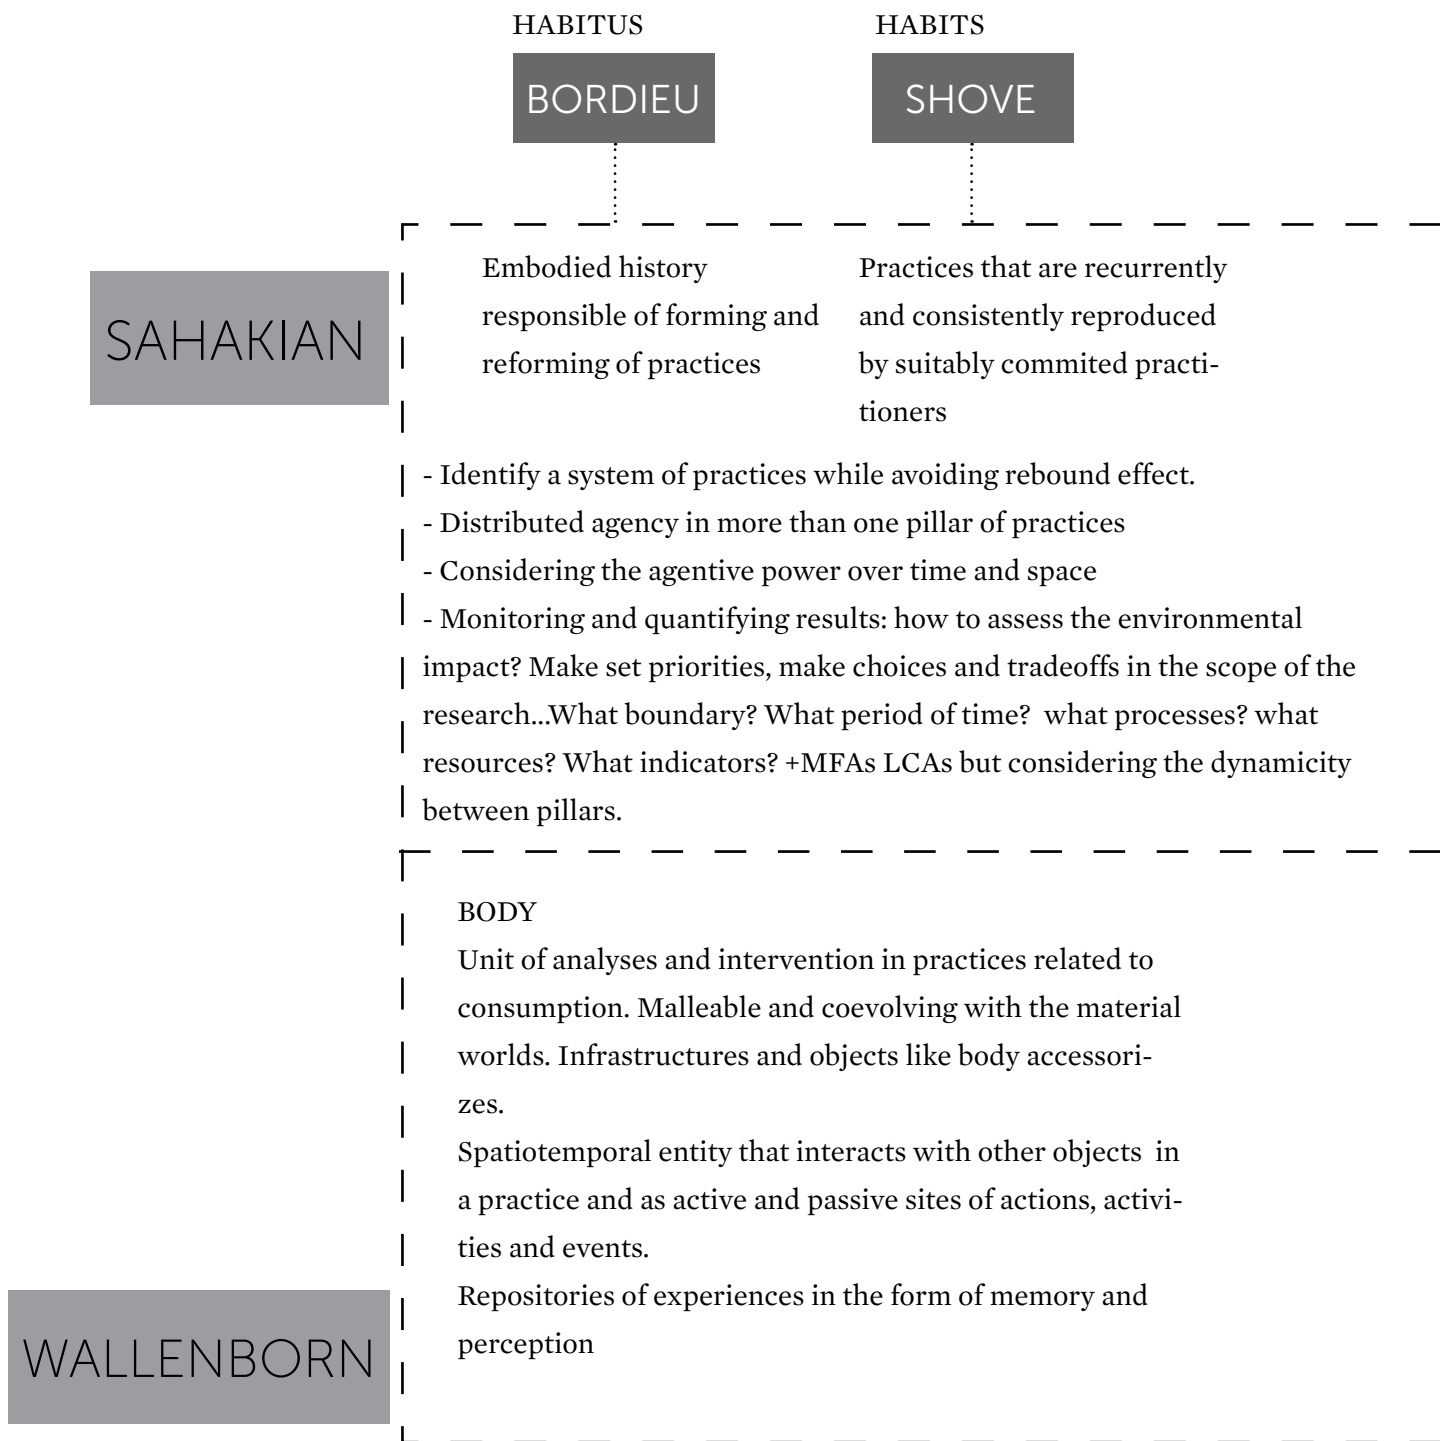 HABITUS
HABITS
BORDIEU
SHOVE
SAHAKIAN
Embodied history
responsible of forming and
reforming of practices
Practices that are recurrently
and consistently reproduced
by suitably commited practi-
tioners
- Identify a system of practices while avoiding rebound effect.
- Distributed agency in more than one pillar of practices
- Considering the agentive power over time and space
- Monitoring and quantifying results: how to assess the environmental
impact? Make set priorities, make choices and tradeoffs in the scope of the
research...What boundary? What period of time?  what processes? what
resources? What indicators? +MFAs LCAs but considering the dynamicity
between pillars.
BODY
Unit of analyses and intervention in practices related to
consumption. Malleable and coevolving with the material
worlds. Infrastructures and objects like body accessori-
zes.
Spatiotemporal entity that interacts with other objects  in
a practice and as active and passive sites of actions, activi-
ties and events.
Repositories of experiences in the form of memory and
perception
WALLENBORN